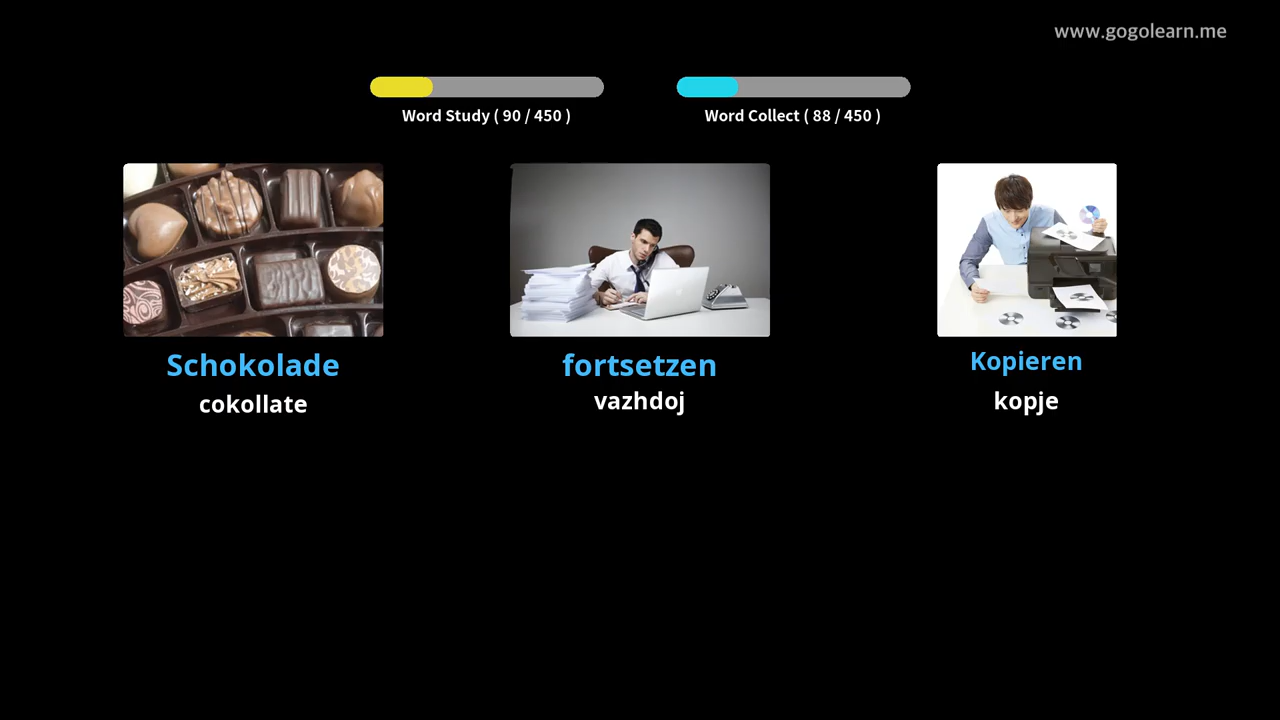 www.gogolearn.me
Word Study ( 90 / 450 )
Word Collect ( 88 / 450 )
Schokolade
cokollate
fortsetzen
vazhdoj
Kopieren
kopje